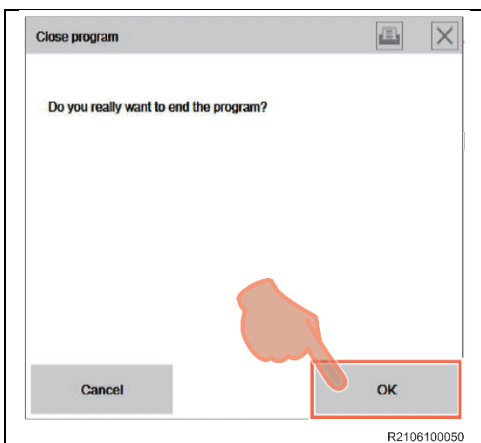 Close program
Do you really want to end the program?
Cancel
OK
R2106100050